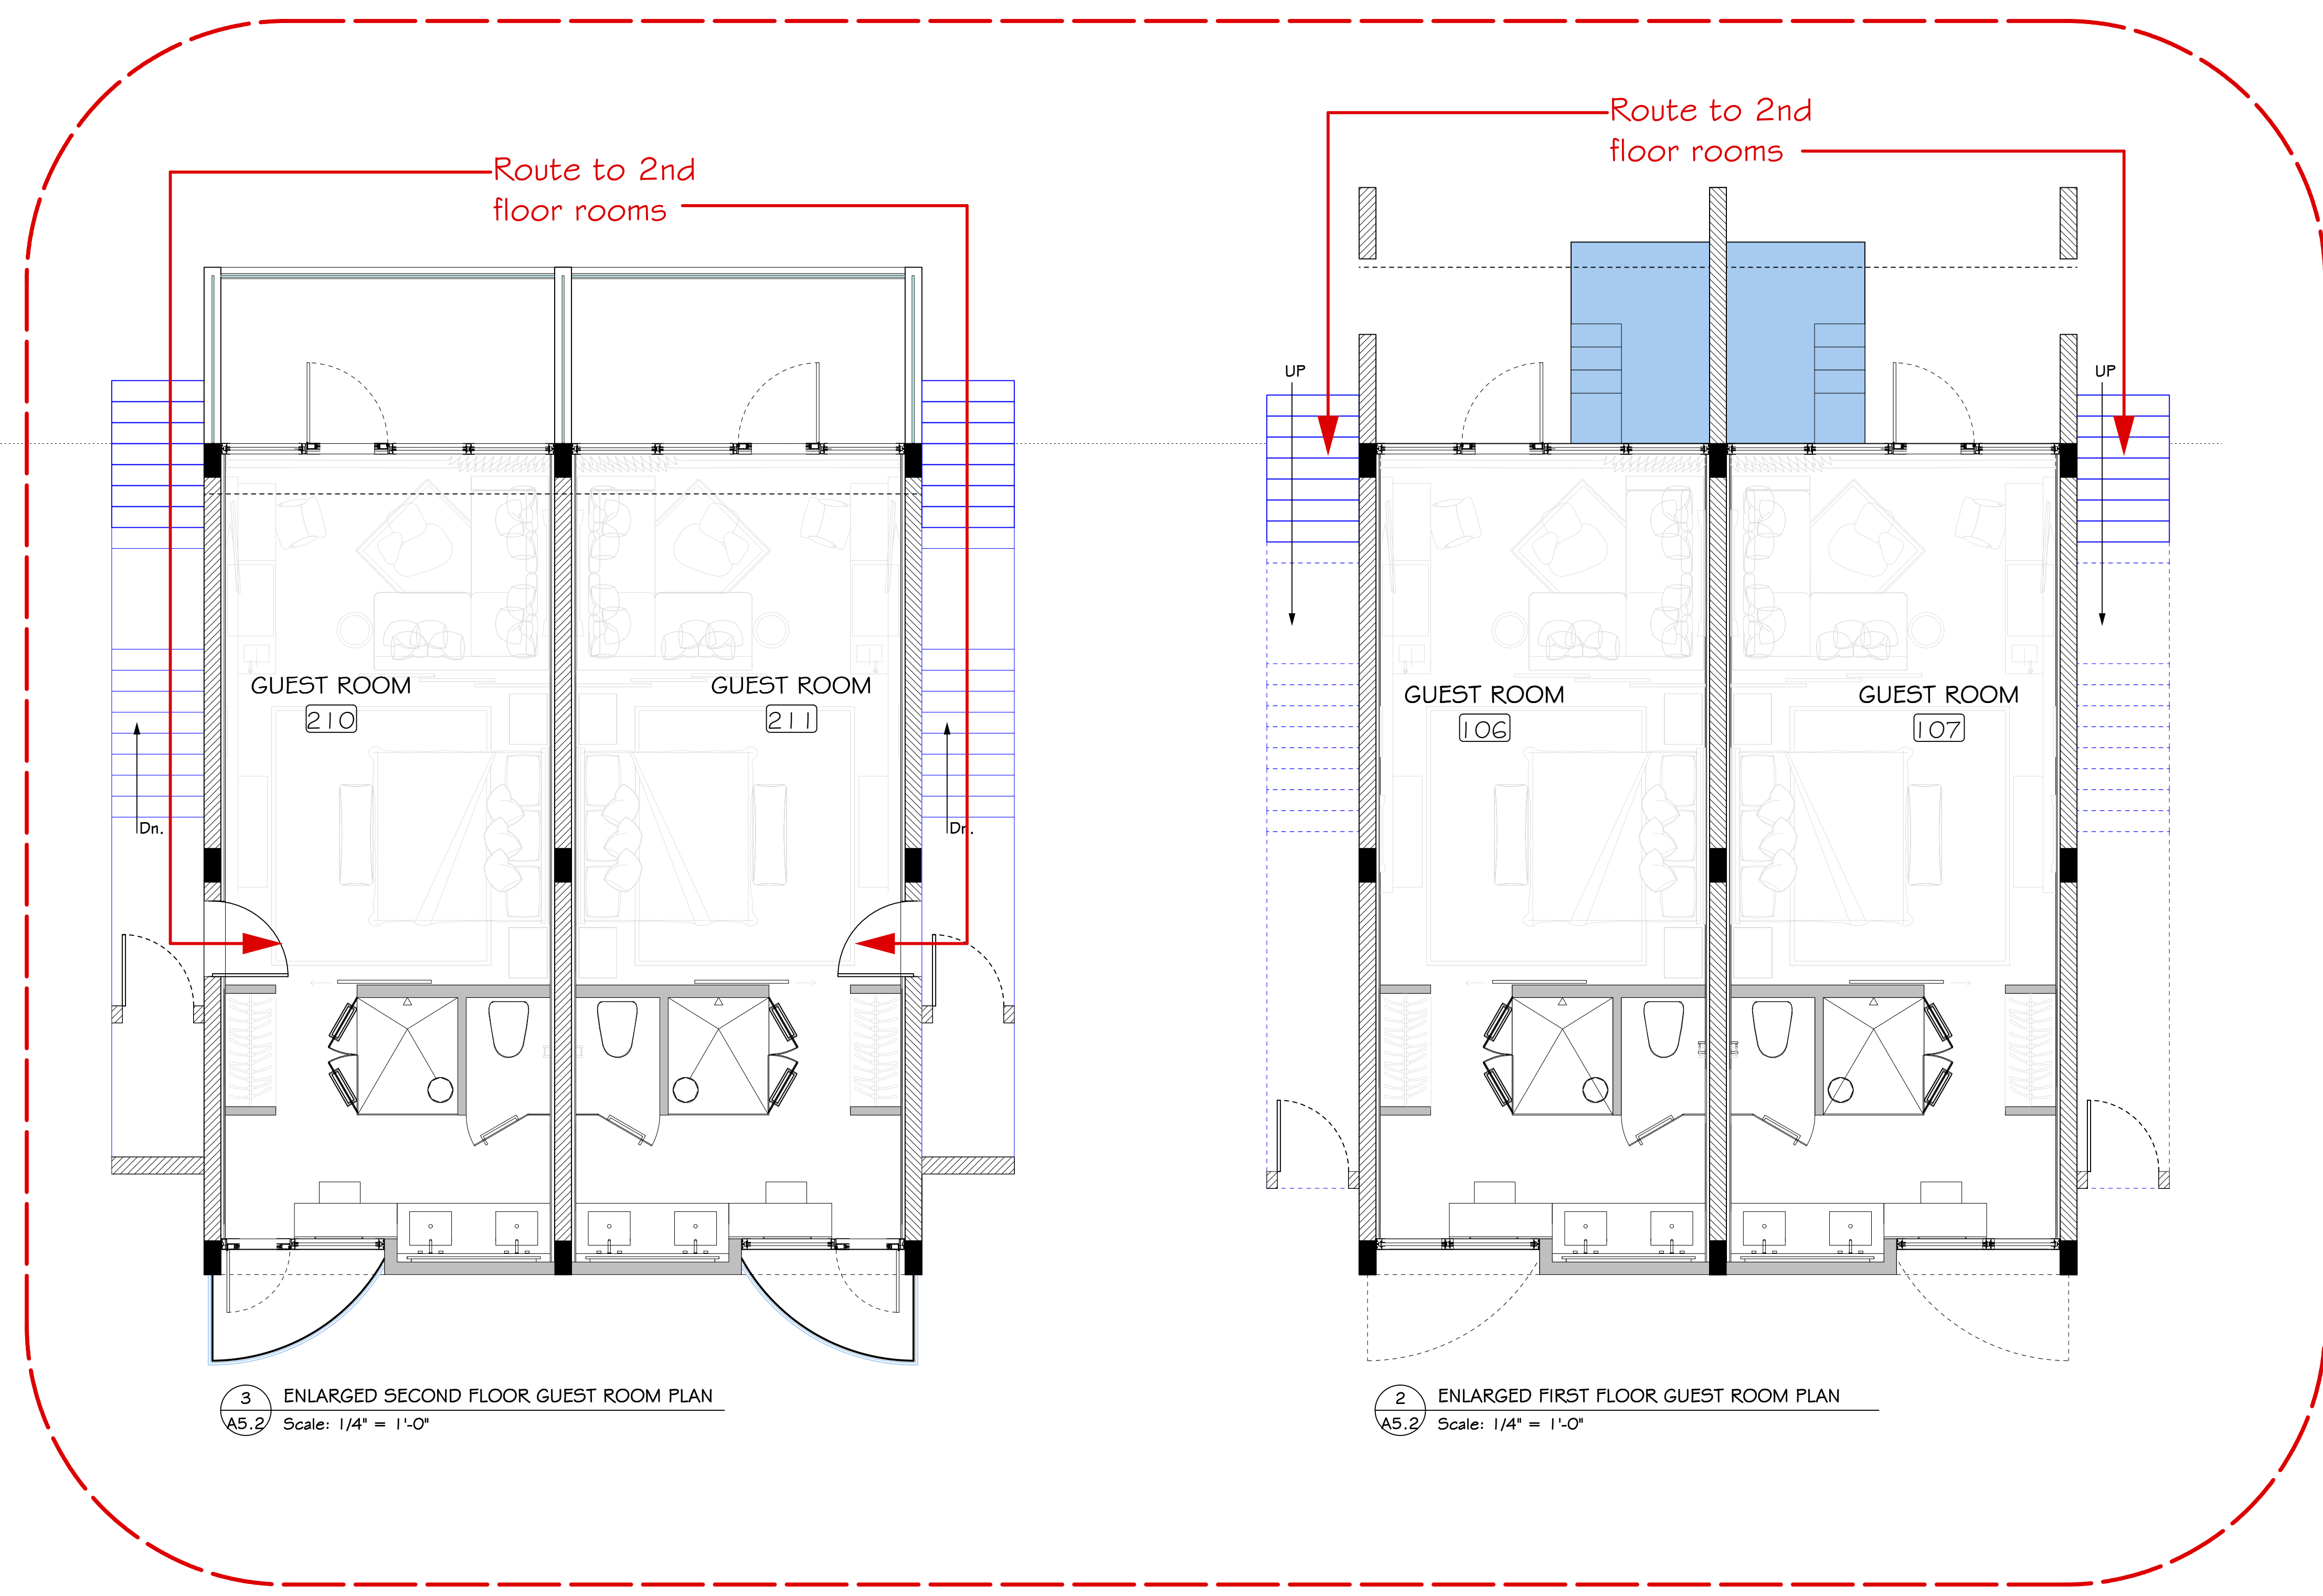 Route to 2nd
floor rooms
Route to 2nd
floor rooms
UP
UP
GUEST ROOM
210
GUEST ROOM
211
GUEST ROOM
106
GUEST ROOM
107
Dn.
Dn.
3
A5.2
ENLARGED SECOND FLOOR GUEST ROOM PLAN
Scale: 1/4" = 1'-0"
2
A5.2
ENLARGED FIRST FLOOR GUEST ROOM PLAN
Scale: 1/4" = 1'-0"